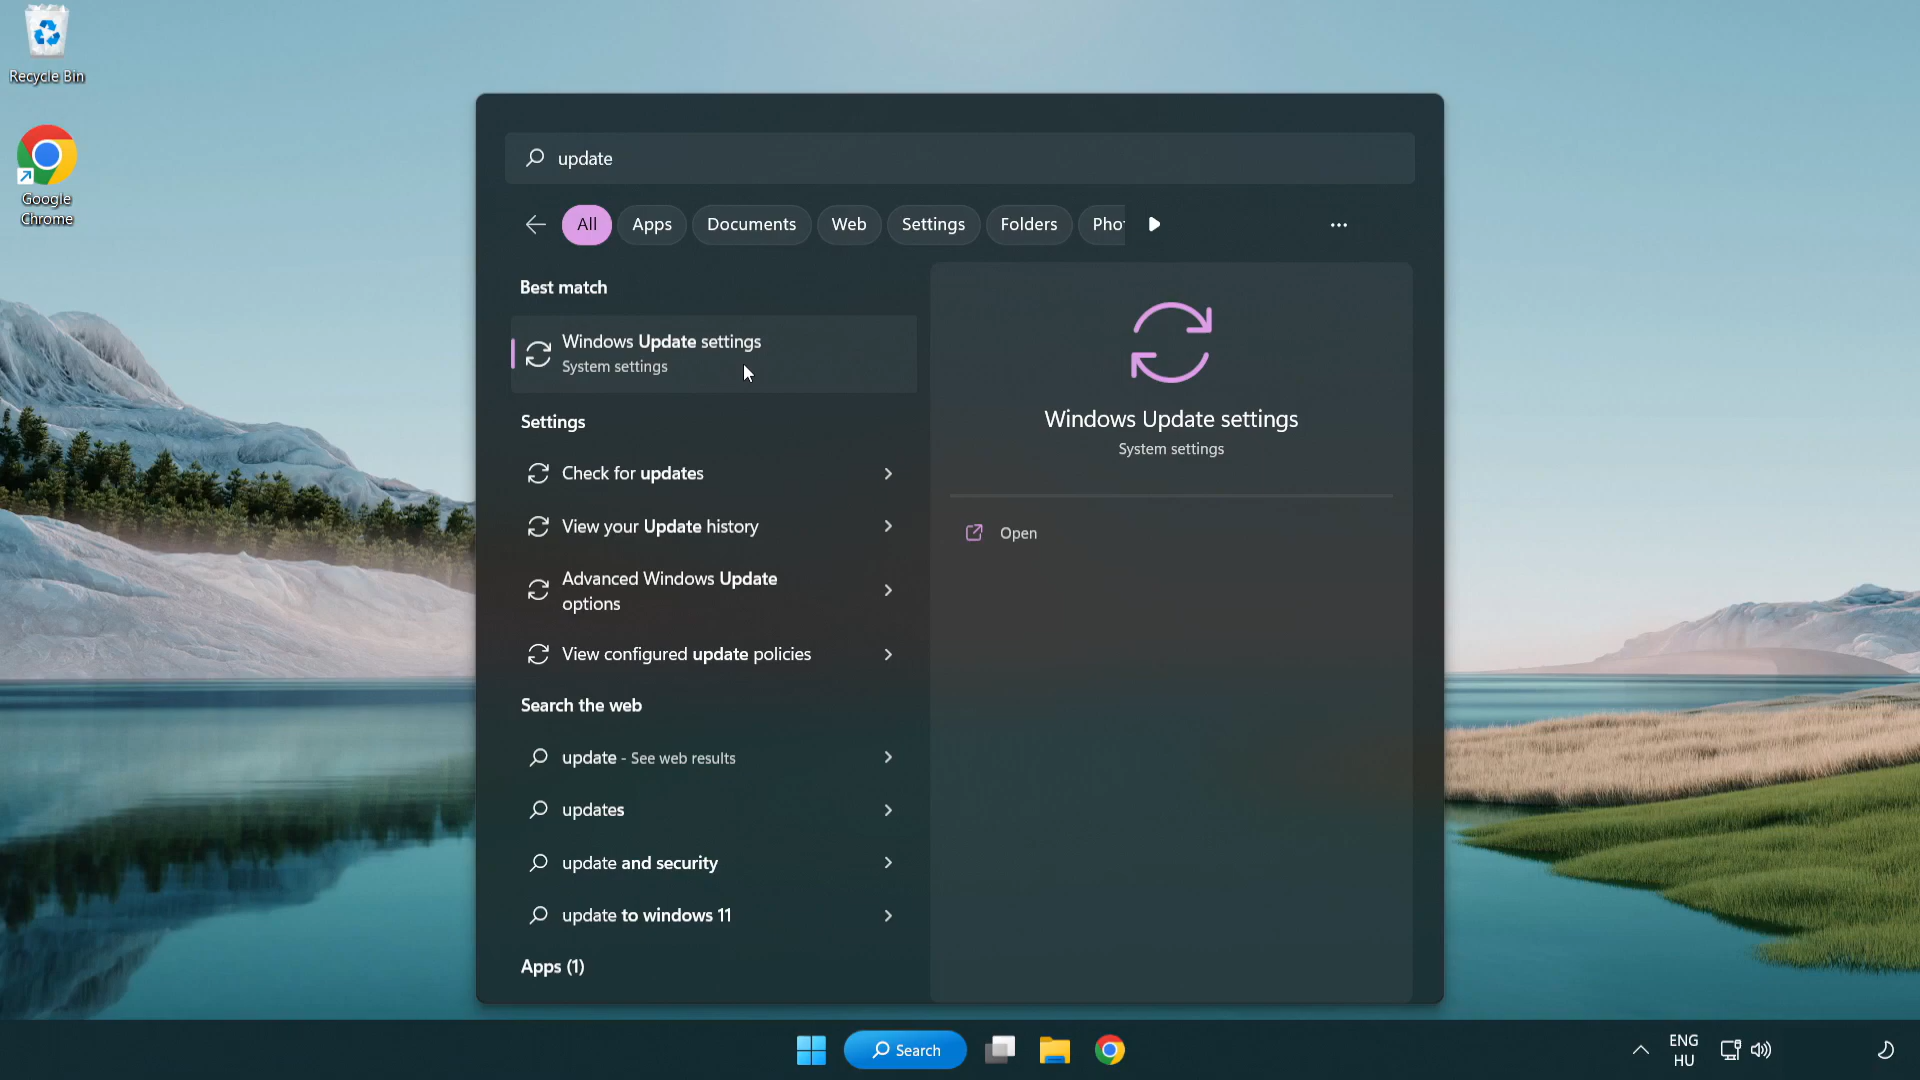 Recycle Bin
Google
Chrome
update
All
Apps
Documents
Web
Settings
Folders
Pho
Best match
Windows Update settings
System settings
Settings
Check for updates
View your Update history
Advanced Windows Update
options
View configured update policies
Search the web
update - See web results
updates
update and security
update to windows 11
Apps (1)
Windows Update settings
System settings
Open
Search
ENG
HU